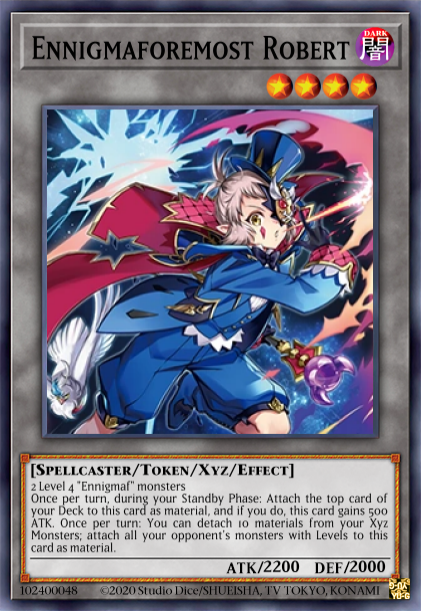 ENNIGMAFOREMOST ROBERT
DARK
闇
[SPELLCASTER/TOKEN/XYZ/EFFECT]
2 Level 4 "Ennigmaf" monsters
Once per turn, during your Standby Phase: Attach the top card of
your Deck to this card as material, and if you do, this card gains 500
ATK. Once per turn: You can detach 10 materials from your Xyz
Monsters; attach all your opponent's monsters with Levels to this
card as material.
ATK/2200 DEF/2000
102400048 ©2020 Studio Dice/SHUEISHA, TV TOKYO, KONAMI